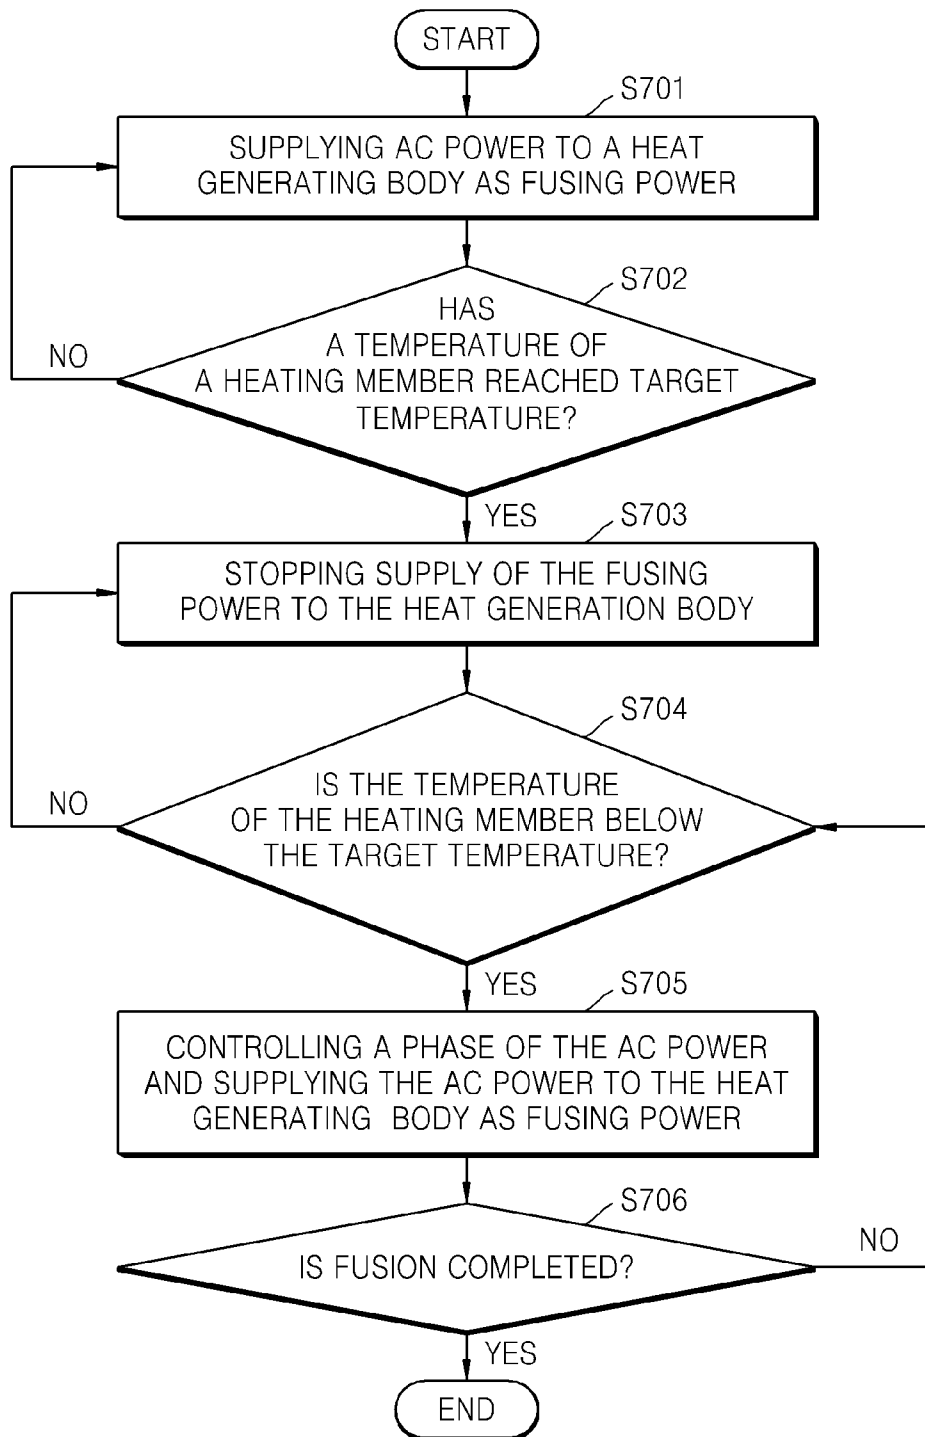 START
S701
SUPPLYING AC POWER TO A HEAT
GENERATING BODY AS FUSING POWER
S702
HAS
A TEMPERATURE OF
A HEATING MEMBER REACHED TARGET
TEMPERATURE?
NO
YES
S703
STOPPING SUPPLY OF THE FUSING
POWER TO THE HEAT GENERATION BODY
S704
IS THE TEMPERATURE
OF THE HEATING MEMBER BELOW
THE TARGET TEMPERATURE?
NO
YES
S705
CONTROLLING A PHASE OF THE AC POWER
AND SUPPLYING THE AC POWER TO THE HEAT
GENERATING BODY AS FUSING POWER
S706
IS FUSION COMPLETED?
NO
YES
END